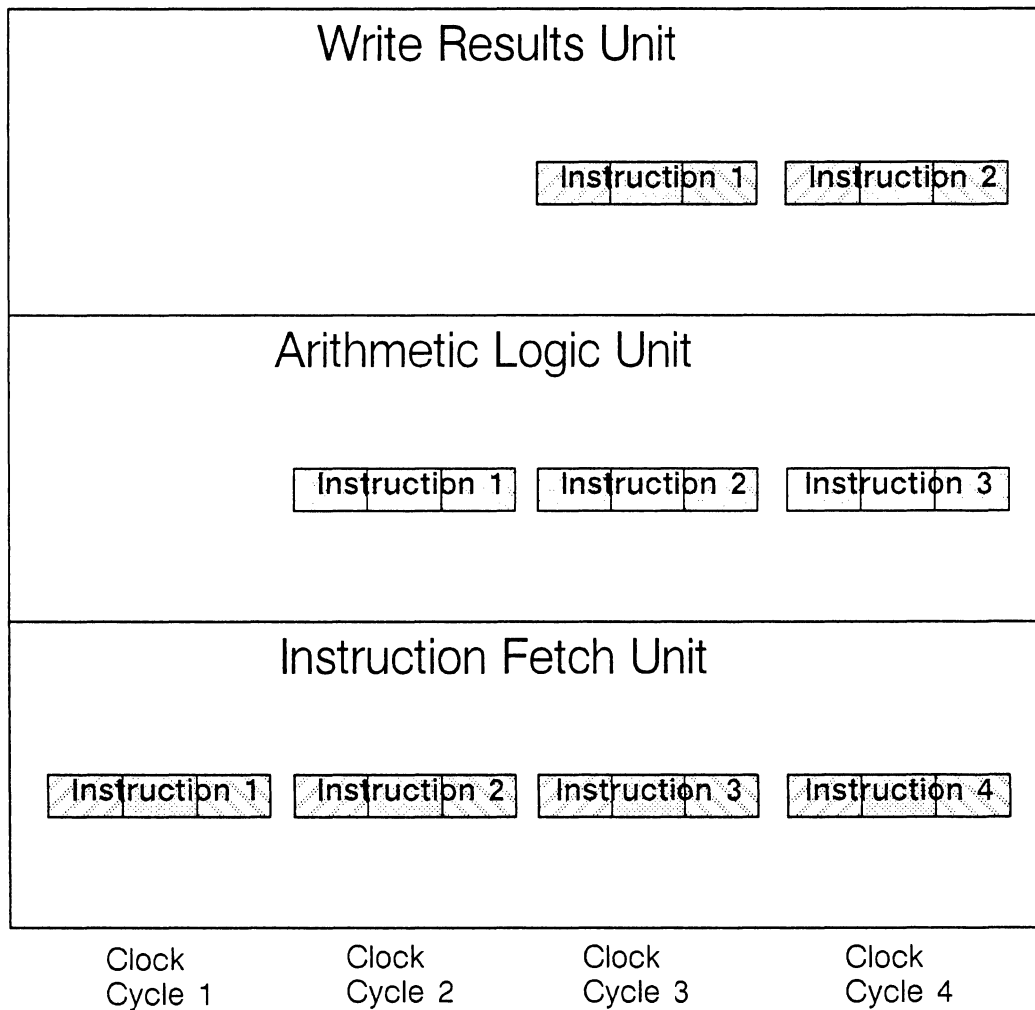 Write Results Unit
Instruction 1 Instruction 2
Arithmetic Logic Unit
Instruction 1 Instruction 2 Instruction 3
Instruction Fetch Unit
Instruction 1 Instruction 2 Instruction 3 Instruction 4
Clock Clock Clock Clock
Cycle 1 Cycle 2 Cycle 3 Cycle 4